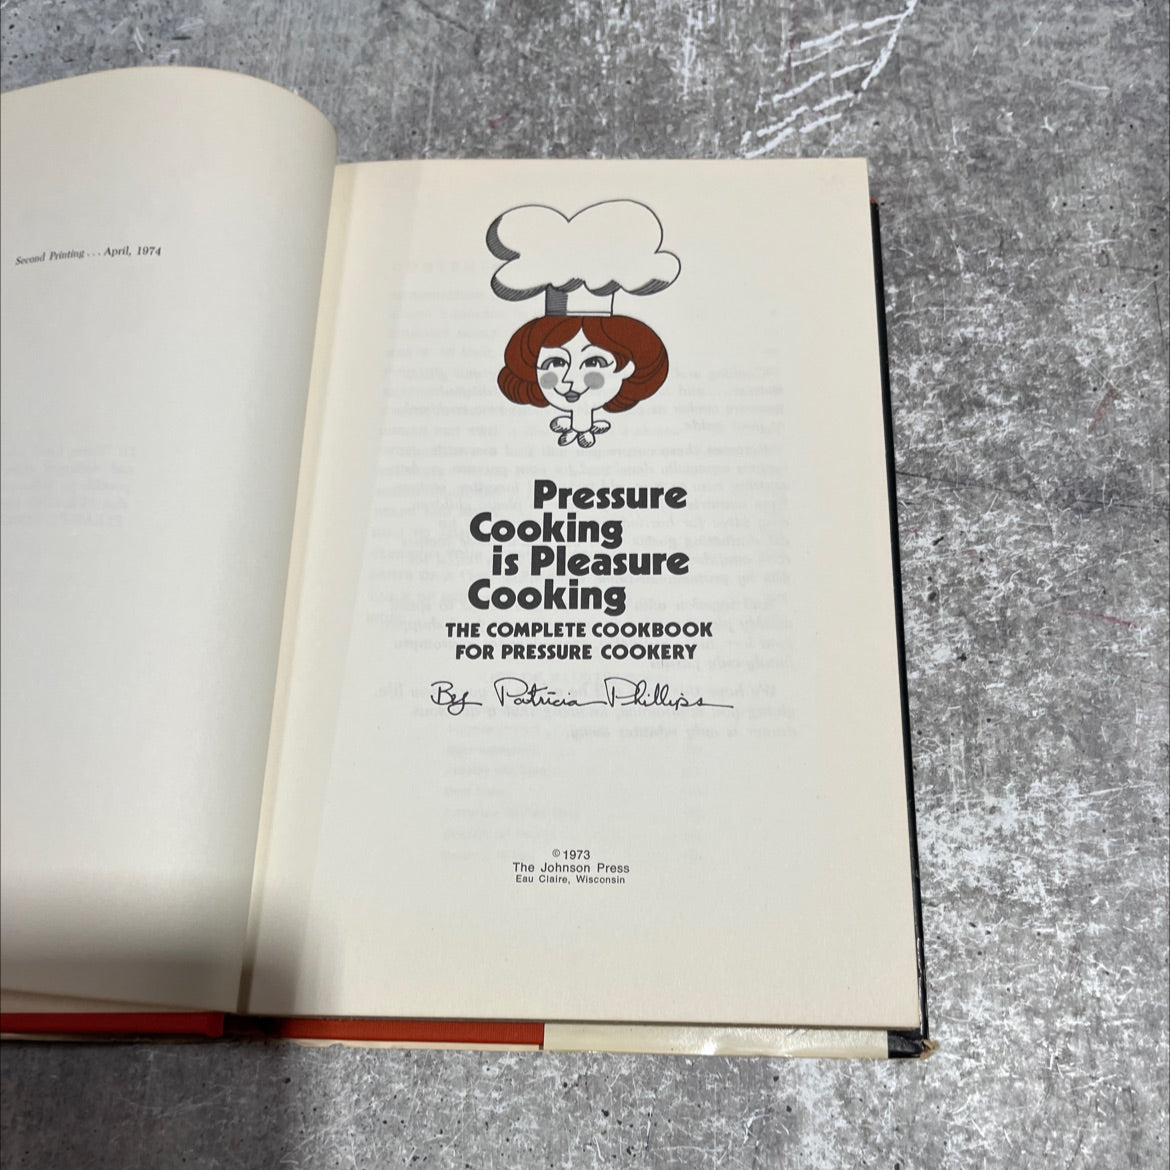 Second Printing . . . April, 1974
Pressure
Cooking
is Pleasure
Cooking
THE COMPLETE COOKBOOK
FOR PRESSURE COOKERY
By Patricia Phillips
© 1973
The Johnson Press
Eau Claire, Wisconsin